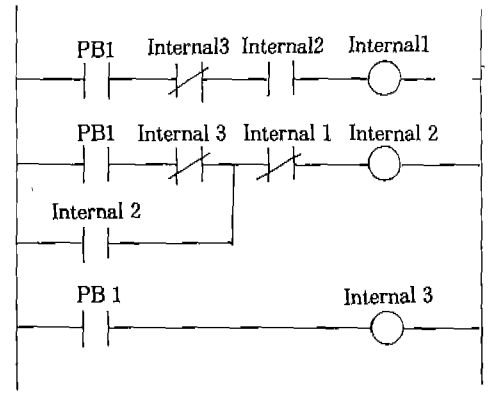 PB1 Internal3 Internal2 Internal1
PB1 Internal 3 Internal 1 Internal 2
Internal 2
PB 1 Internal 3